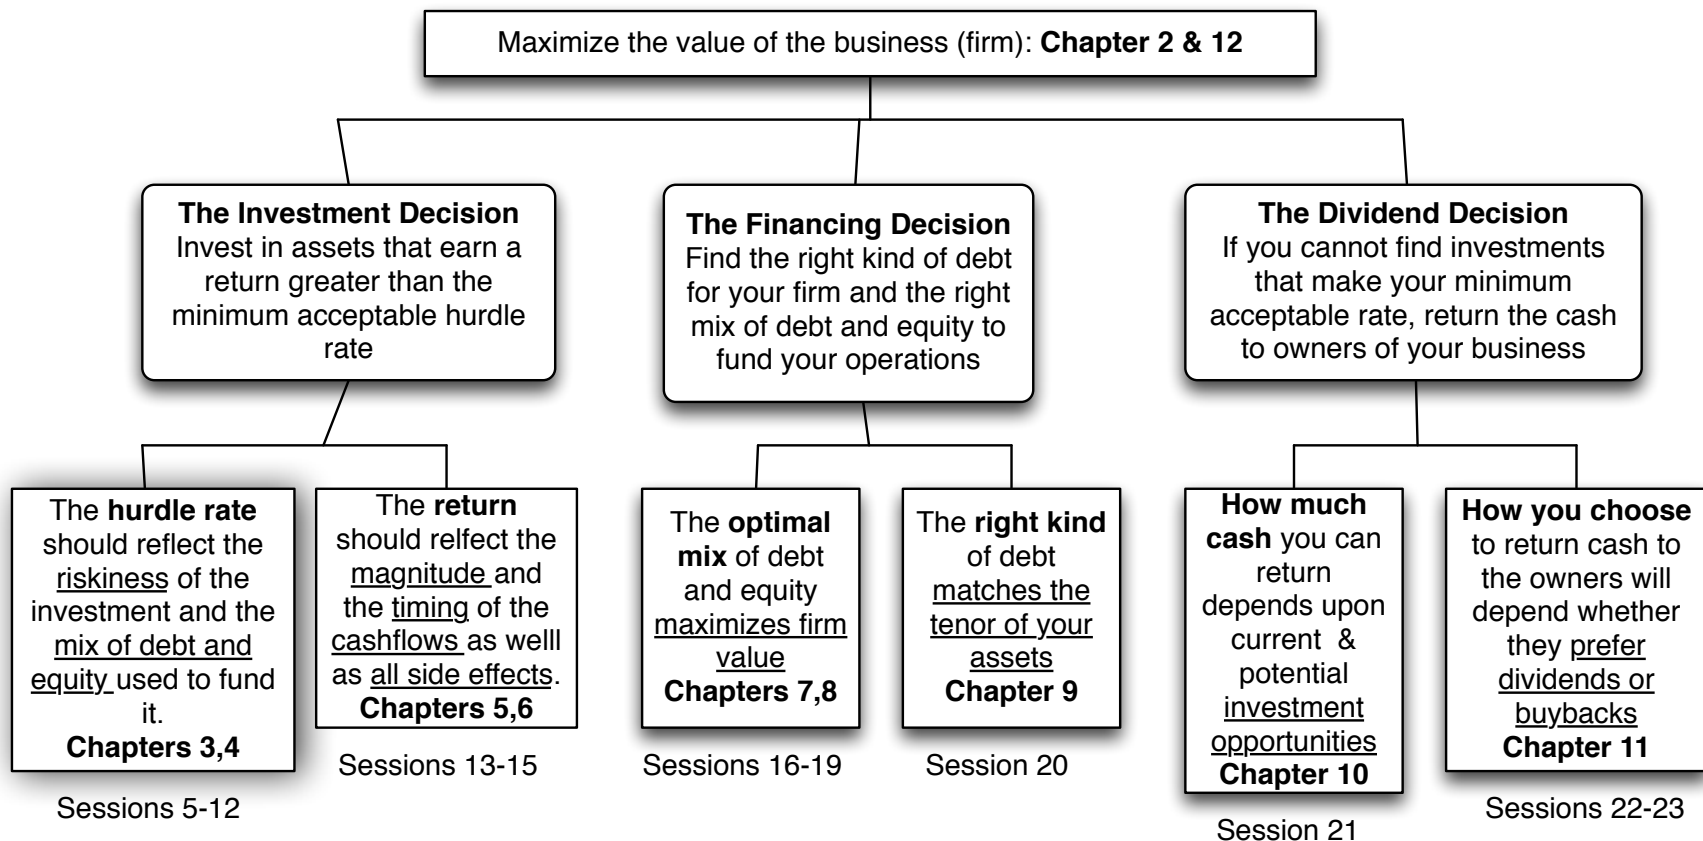 Maximize the value of the business (firm): Chapter 2 & 12
The Investment Decision
Invest in assets that earn a
return greater than the
minimum acceptable hurdle
rate
The Financing Decision
Find the right kind of debt
for your firm and the right
mix of debt and equity to
fund your operations
The Dividend Decision
If you cannot find investments
that make your minimum
acceptable rate, return the cash
to owners of your business
The hurdle rate
should reflect the
riskiness of the
investment and the
mix of debt and
equity used to fund
it.
Chapters 3,4
Sessions 5-12
The return
should relfect the
magnitude and
the timing of the
cashflows as welll
as all side effects.
Chapters 5,6
Sessions 13-15
The optimal
mix of debt
and equity
maximizes firm
value
Chapters 7,8
Sessions 16-19
The right kind
of debt
matches the
tenor of your
assets
Chapter 9
Session 20
How much
cash you can
return
depends upon
current & 
potential
investment
opportunities
Chapter 10
Session 21
How you choose
to return cash to
the owners will
depend whether
they prefer
dividends or
buybacks
Chapter 11
Sessions 22-23